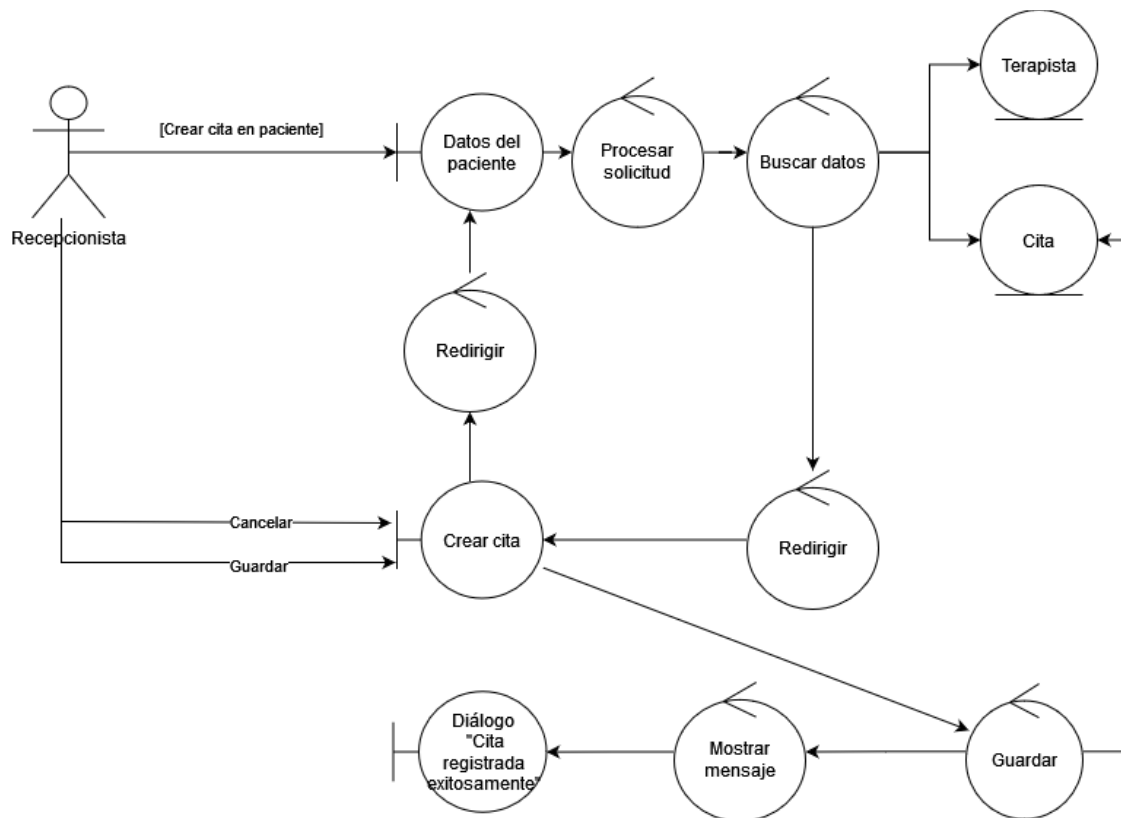 Terapista
[Crear cita en paciente]
Datos del
paciente
Procesar
solicitud
Buscar datos
Recepcionista
Cita
Redirigir
Cancelar
Guardar
Crear cita
Redirigir
Diálogo
"Cita
registrada
exitosamente"
Mostrar
mensaje
Guardar